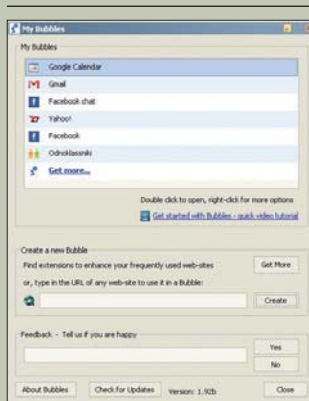 My Bubbles
My Bubbles
Google Calendar
Gmail
Facebook chat
Yahoo!
Facebook
Odnoklassniki
Get more...
Double click to open, right-click for more options
Get started with Bubbles - quick video tutorial
Create a new Bubble
Find extensions to enhance your frequently used web-sites
Get More
or, type in the URL of any web-site to use it in a Bubble:
Create
Feedback - Tell us if you are happy
Yes
No
About Bubbles
Check for Updates
Version: 1.92b
Close